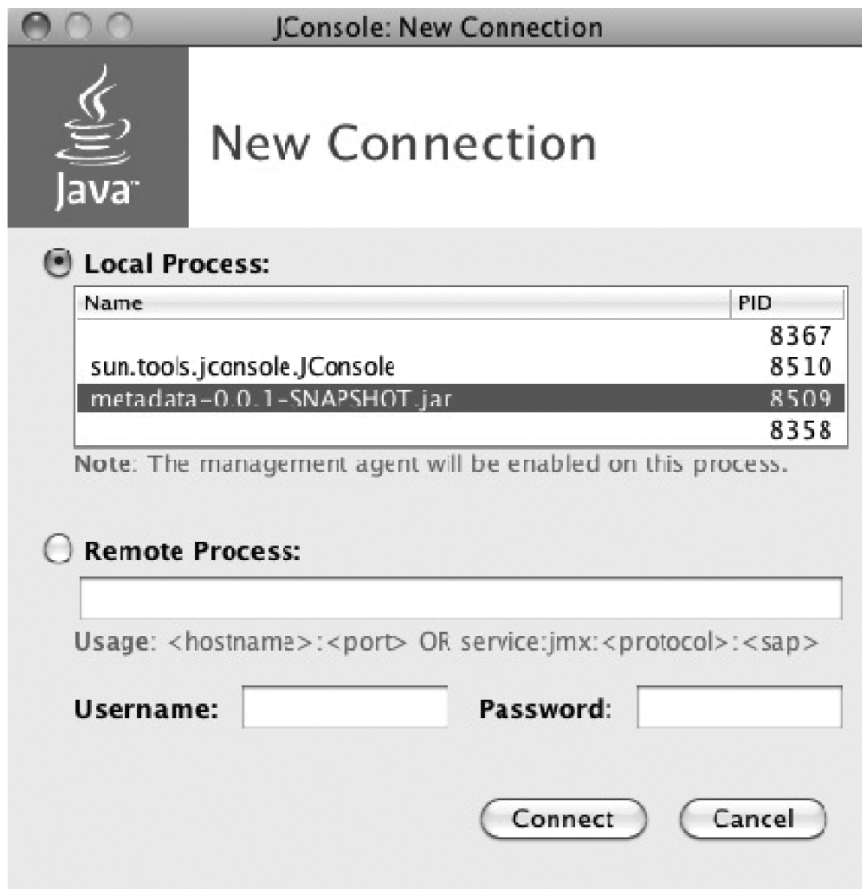 JConsole: New Connection
Java™
New Connection
Local Process:
Name PID
8367
sun.tools.jconsole.JConsole 8510
metadata-0.0.1-SNAPSHOT.jar 8509
8358
Note: The management agent will be enabled on this process.
Remote Process:
Usage: <hostname>:<port> OR service:jmx:<protocol>:<sap>
Username: Password:
Connect Cancel